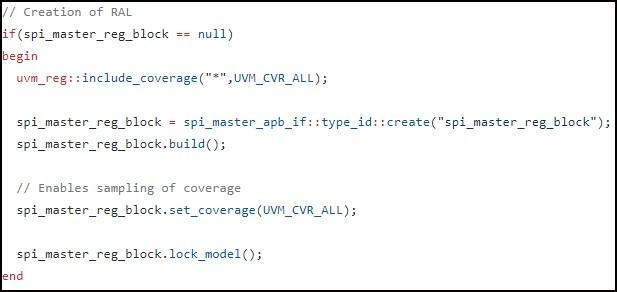 // Creation of RAL
if(spi_master_reg_block == null)
begin
uvm_reg::include_coverage("*",UVM_CVR_ALL);
spi_master_reg_block = spi_master_apb_if::type_id::create("spi_master_reg_block");
spi_master_reg_block.build();
// Enables sampling of coverage
spi_master_reg_block.set_coverage(UVM_CVR_ALL);
spi_master_reg_block.lock_model();
end